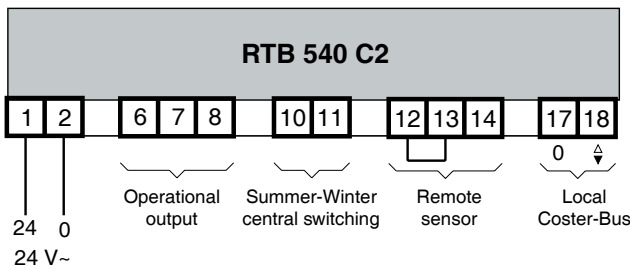 RTB 540 C2
1 2 6 7 8 10 11 12 13 14 17 18
0
Operational output
Summer-Winter central switching
Remote sensor
Local Coster-Bus
24 0
24 V~